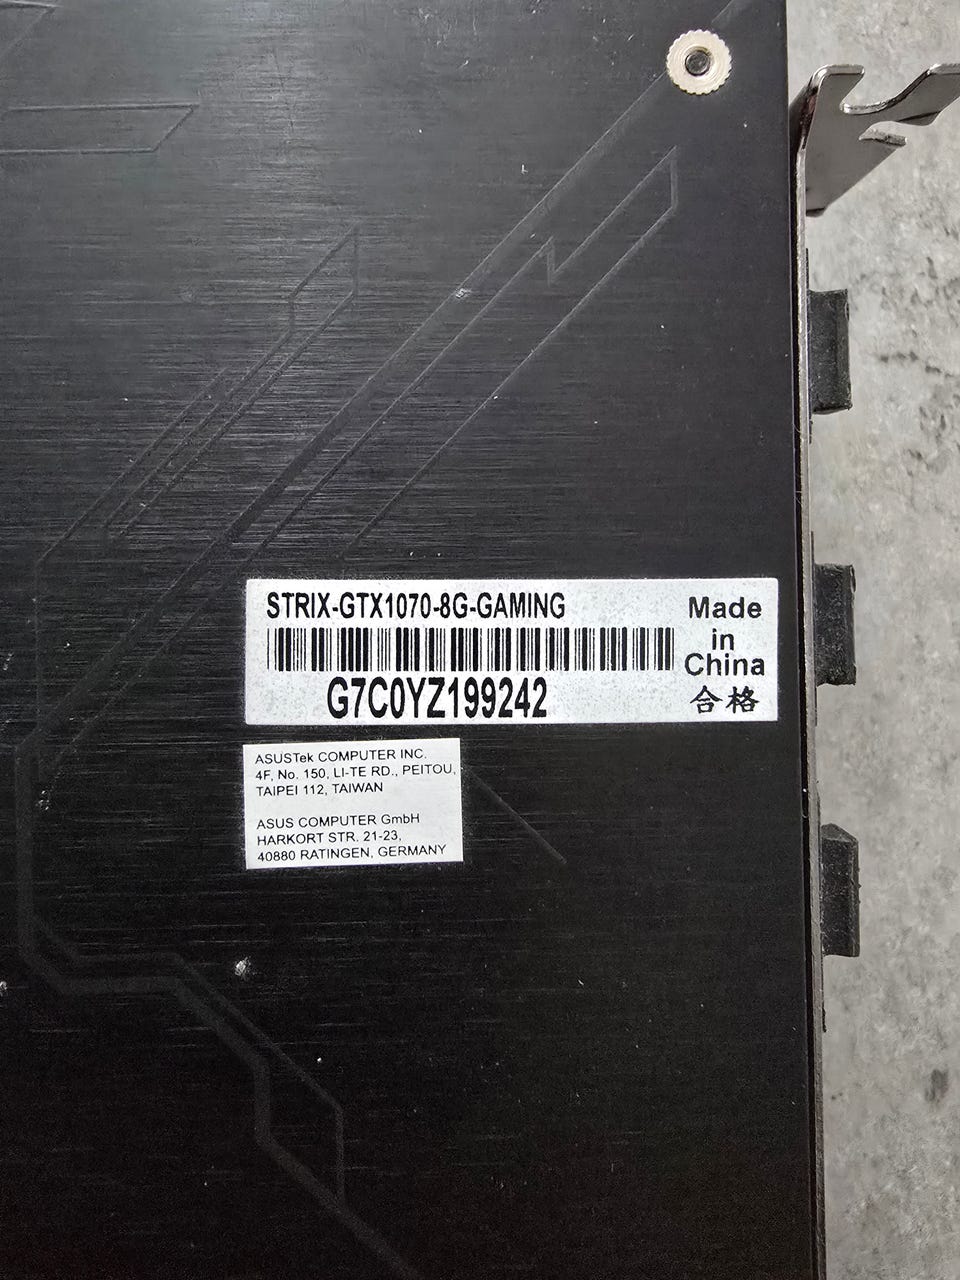 STRIX-GTX1070-8G-GAMING
G7C0YZ199242
Made
in
China
合格
ASUSTek COMPUTER INC.
4F, No. 150, LI-TE RD., PEITOU,
TAIPEI 112, TAIWAN
ASUS COMPUTER GmbH
HARKORT STR. 21-23,
40880 RATINGEN, GERMANY